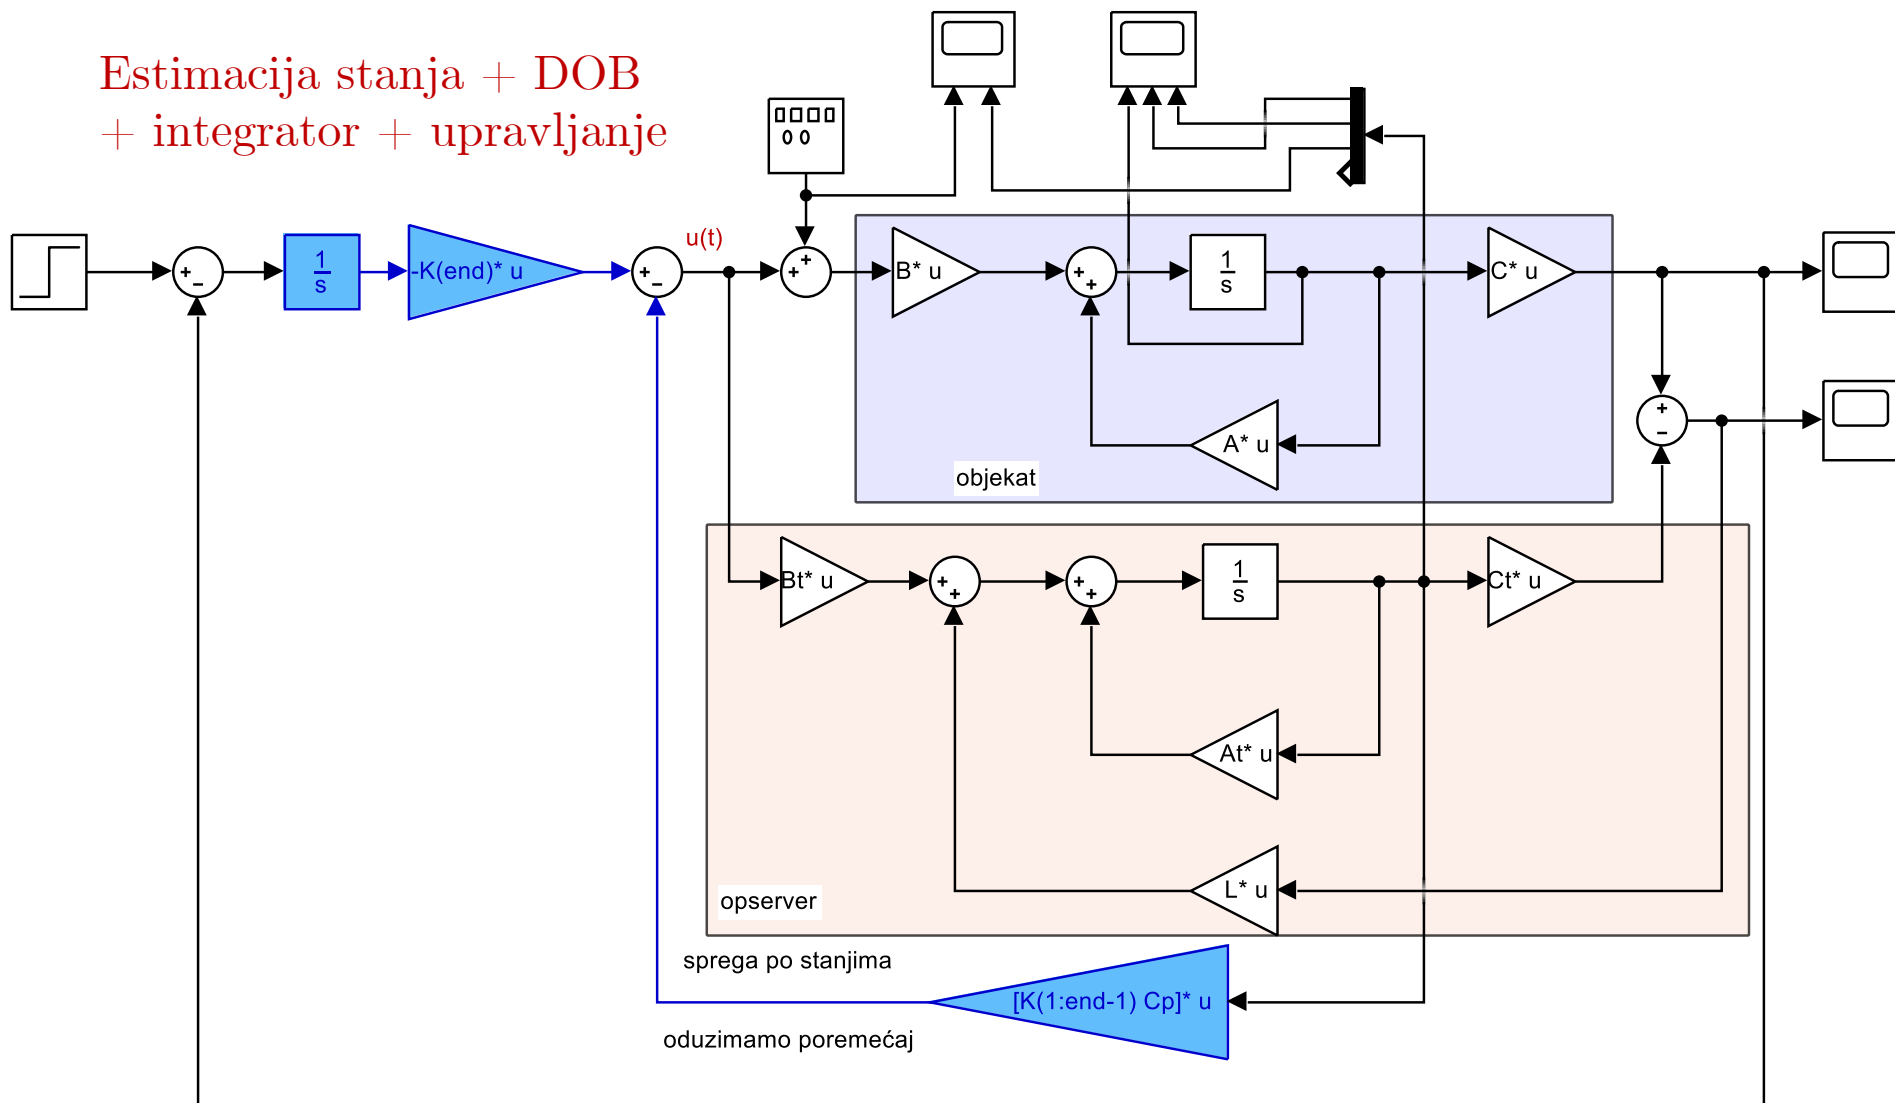 Estimacija stanja + DOB
+ integrator + upravljanje
u(t)
1
s
-K(end)* u
B* u
1
s
C* u
A* u
objekat
Bt* u
1
s
Ct* u
At* u
L* u
opserver
sprega po stanjima
[K(1:end-1) Cp]* u
oduzimamo poremećaj